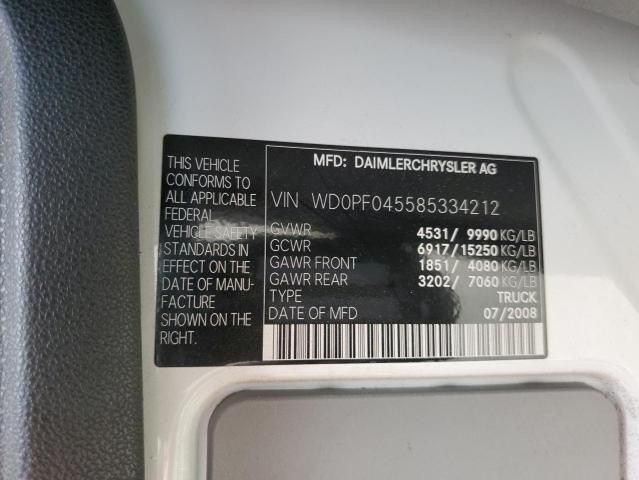 THIS VEHICLE
CONFORMS TO
ALL APPLICABLE
FEDERAL
VEHICLE SAFETY
STANDARDS IN
EFFECT ON THE
DATE OF MANU-
FACTURE
SHOWN ON THE
RIGHT.
MFD: DAIMLERCHRYSLER AG
VIN WD0PF045585334212
GVWR 4531/ 9990 KG/LB
GCWR 6917/15250 KG/LB
GAWR FRONT 1851/ 4080 KG/LB
GAWR REAR 3202/ 7060 KG/LB
TYPE TRUCK
DATE OF MFD 07/2008